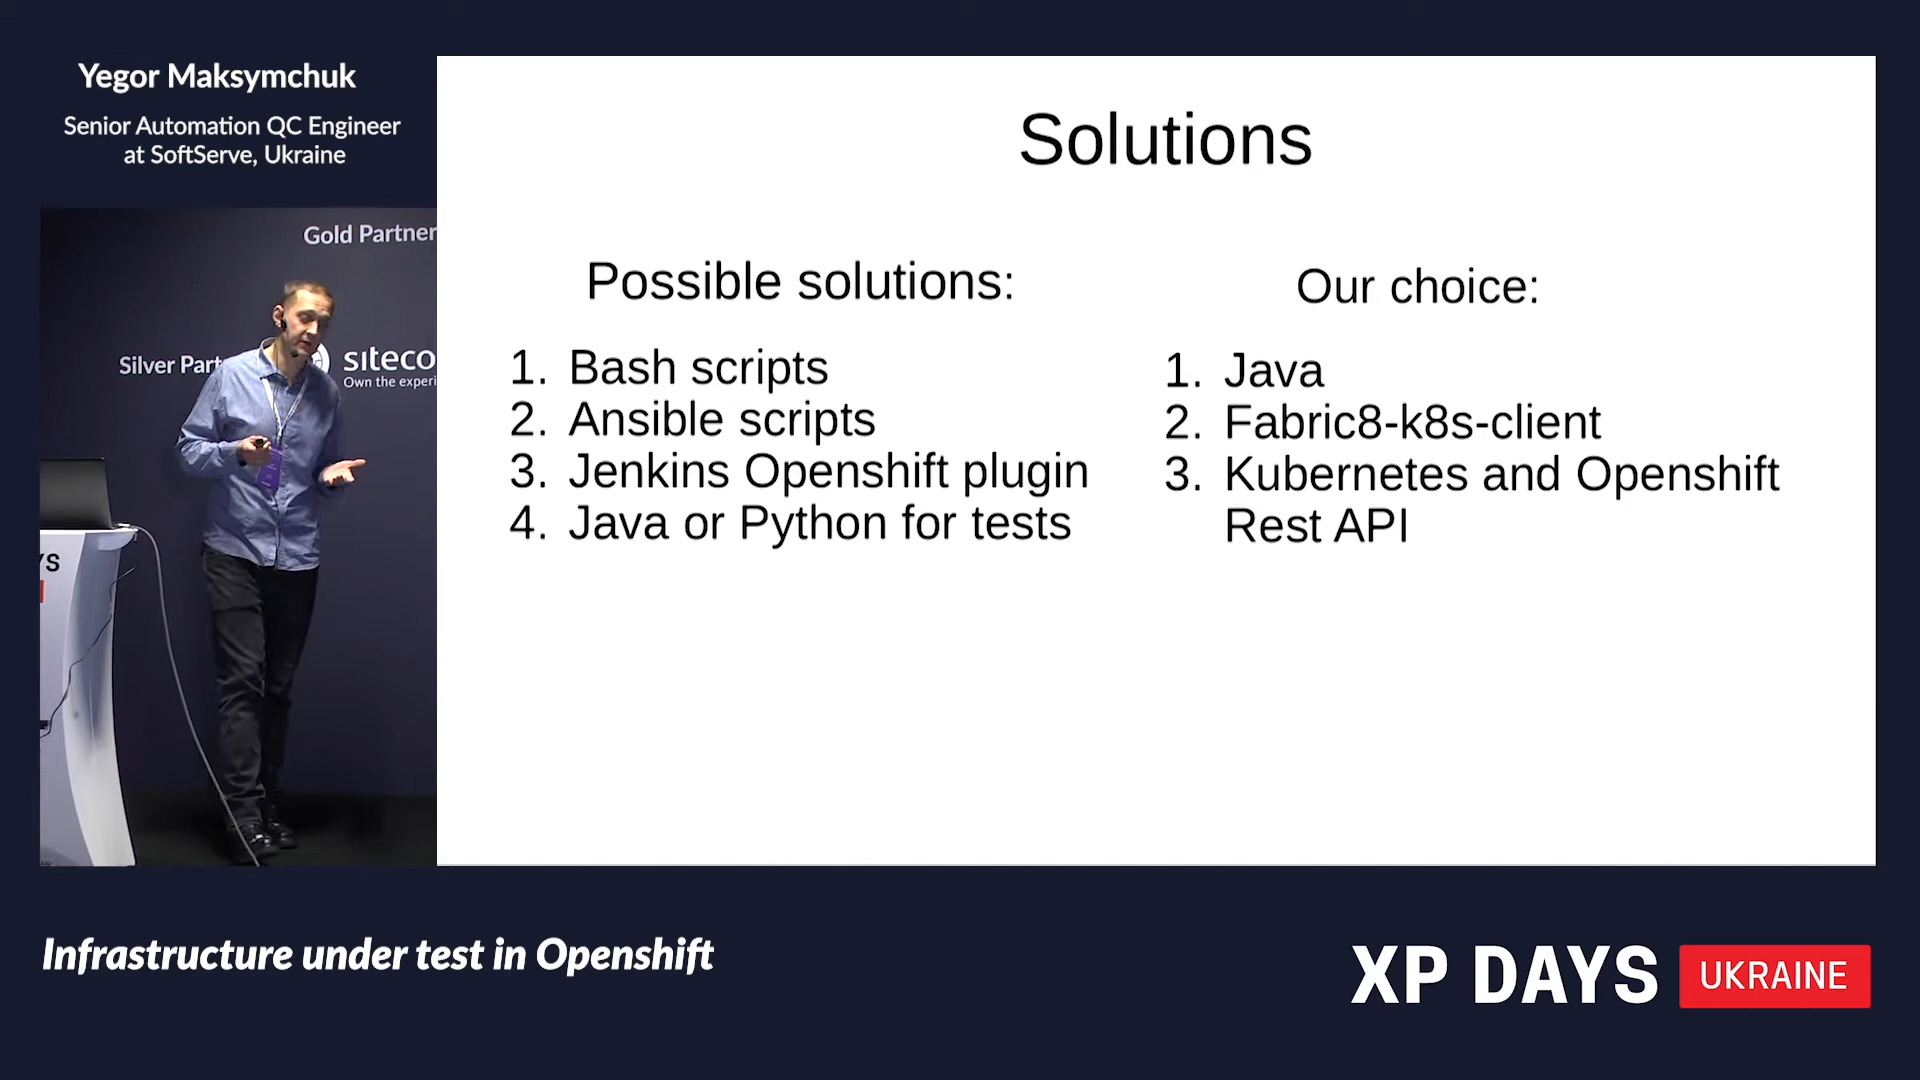 Yegor Maksymchuk
Senior Automation QC Engineer
at SoftServe, Ukraine
Gold Partner
Silver Part
siteco
Own the experi
YS
Solutions
Possible solutions:
1. Bash scripts
2. Ansible scripts
3. Jenkins Openshift plugin
4. Java or Python for tests
Our choice:
1. Java
2. Fabric8-k8s-client
3. Kubernetes and Openshift
Rest API
Infrastructure under test in Openshift
XP DAYS UKRAINE